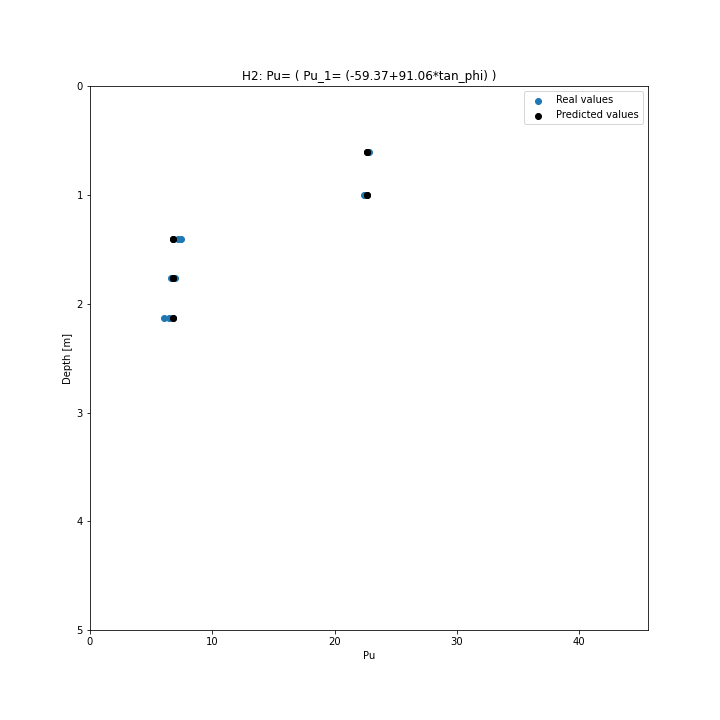 H2: Pu= ( Pu_1= (-59.37+91.06*tan_phi) )
Real values
Predicted values
0
1
2
3
4
5
Depth [m]
0
10
20
30
40
Pu